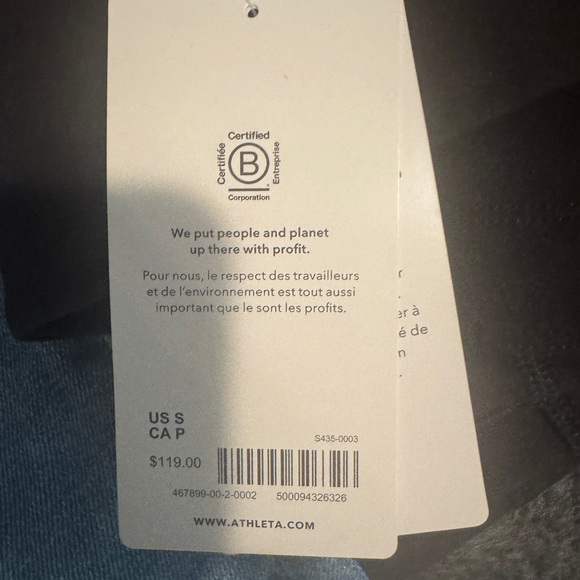 Certified
Certifiée
B
Entreprise
Corporation
We put people and planet
up there with profit.
Pour nous, le respect des travailleurs
et de l'environnement est tout aussi
important que le sont les profits.
US S
CA P
S435-0003
$119.00
467899-00-2-0002 500094326326
WWW.ATHLETA.COM
r
er à
é de
n